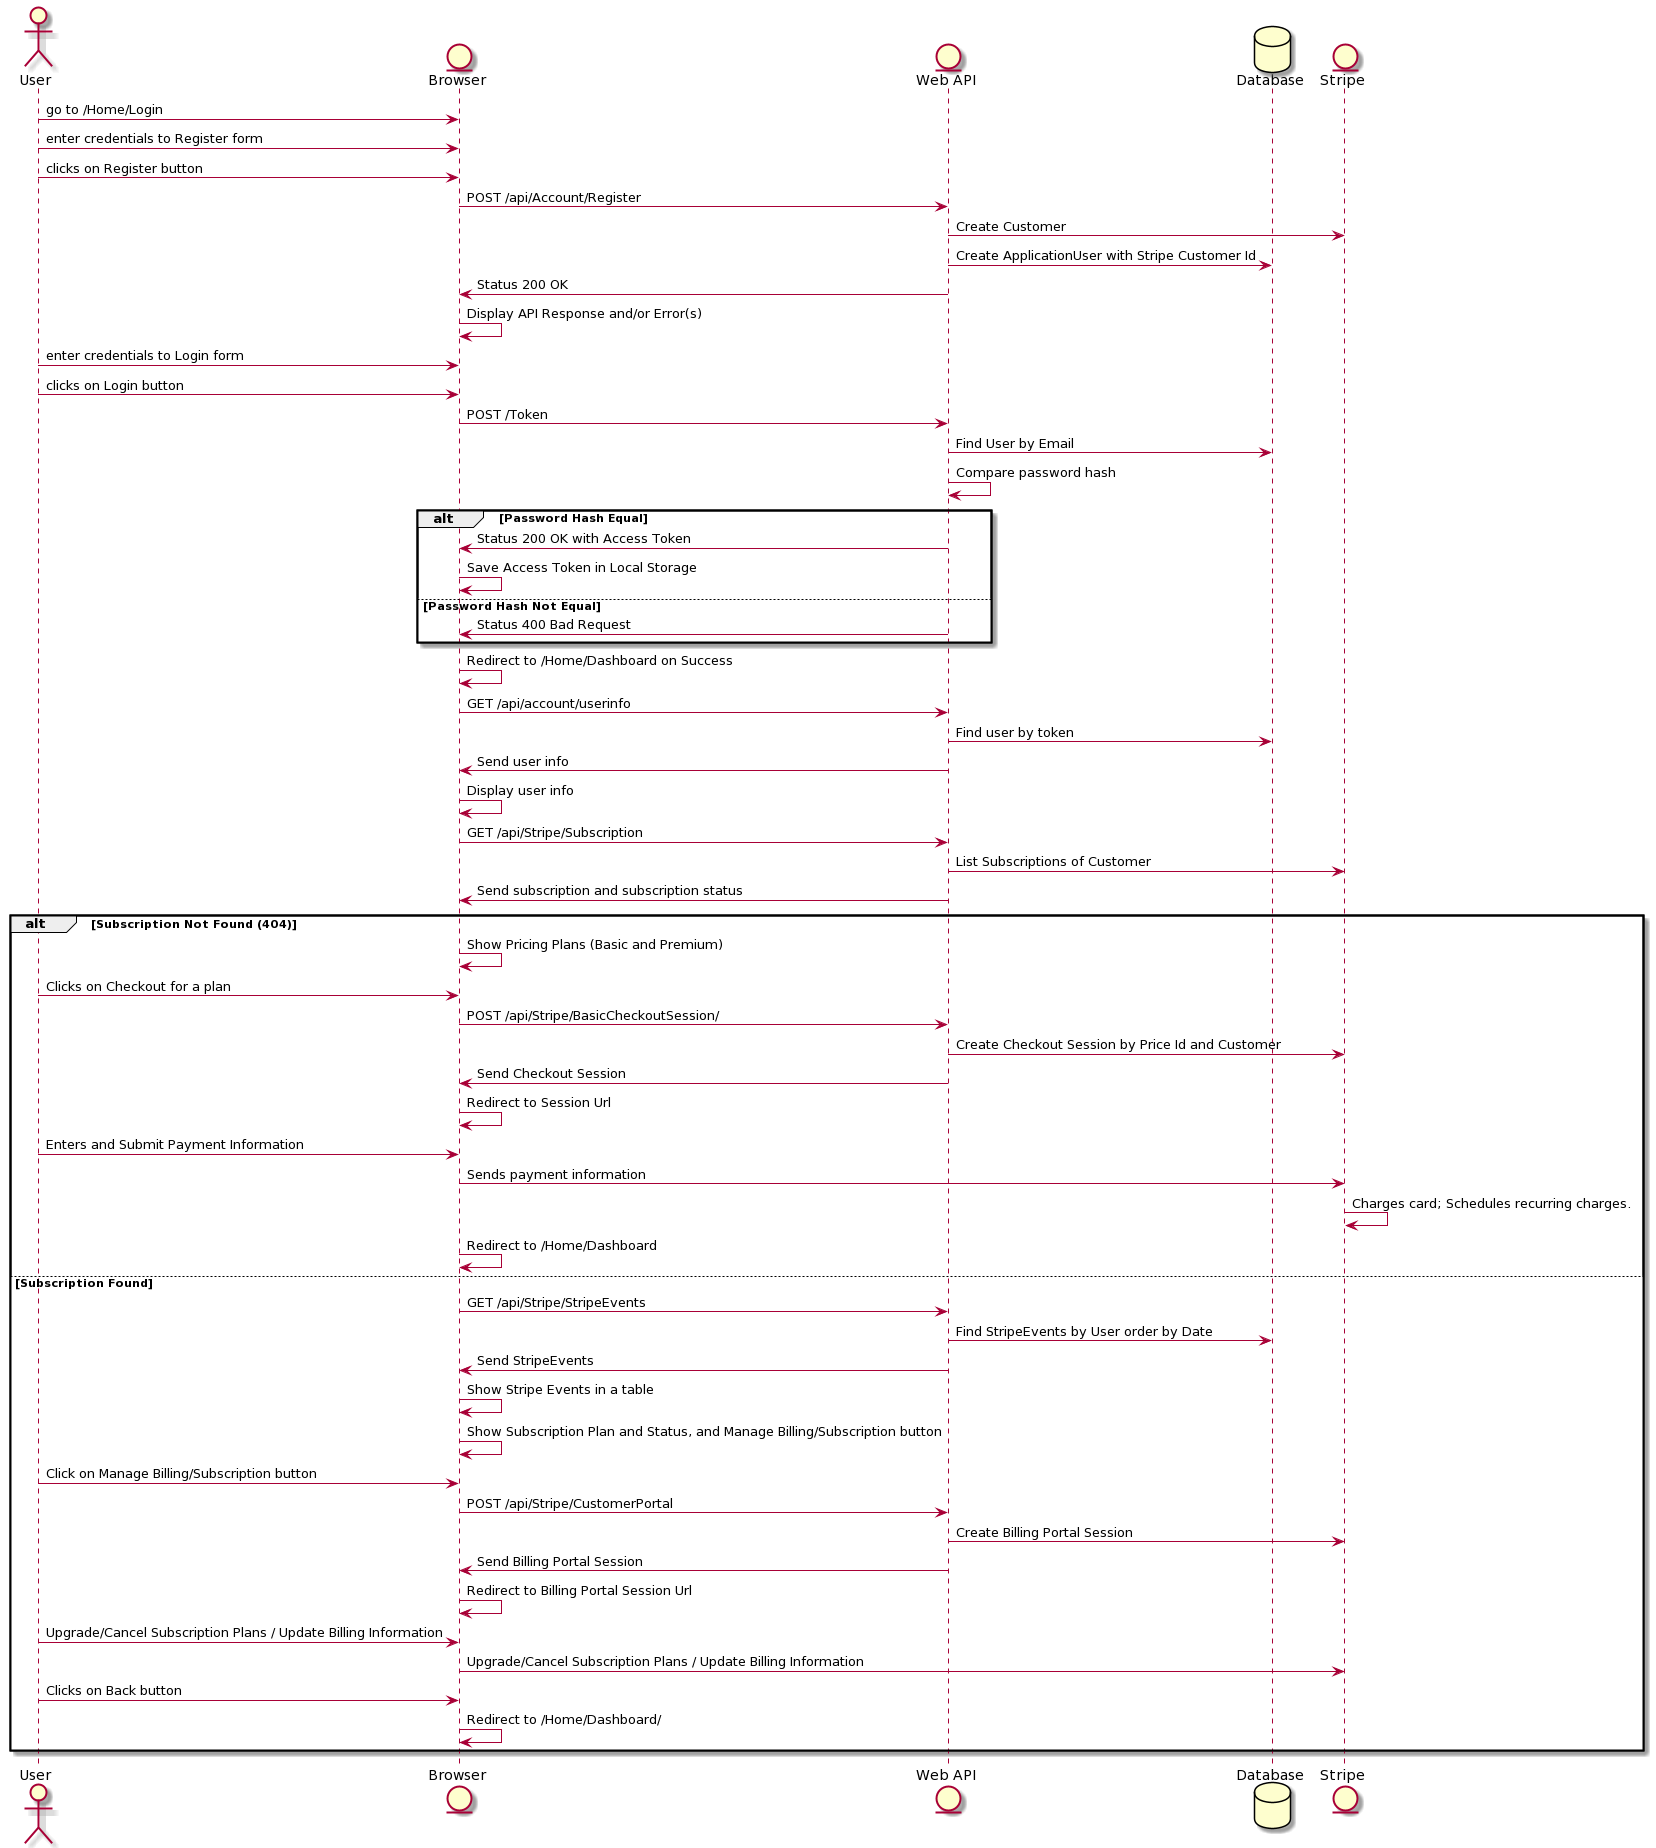 User
Browser
Web API
Database
Stripe
go to /Home/Login
enter credentials to Register form
clicks on Register button
POST /api/Account/Register
Create Customer
Create ApplicationUser with Stripe Customer Id
Status 200 OK
Display API Response and/or Error(s)
enter credentials to Login form
clicks on Login button
POST /Token
Find User by Email
Compare password hash
alt
[Password Hash Equal]
Status 200 OK with Access Token
Save Access Token in Local Storage
[Password Hash Not Equal]
Status 400 Bad Request
Redirect to /Home/Dashboard on Success
GET /api/account/userinfo
Find user by token
Send user info
Display user info
GET /api/Stripe/Subscription
List Subscriptions of Customer
Send subscription and subscription status
alt
[Subscription Not Found (404)]
Show Pricing Plans (Basic and Premium)
Clicks on Checkout for a plan
POST /api/Stripe/BasicCheckoutSession/
Create Checkout Session by Price Id and Customer
Send Checkout Session
Redirect to Session Url
Enters and Submit Payment Information
Sends payment information
Charges card; Schedules recurring charges.
Redirect to /Home/Dashboard
[Subscription Found]
GET /api/Stripe/StripeEvents
Find StripeEvents by User order by Date
Send StripeEvents
Show Stripe Events in a table
Show Subscription Plan and Status, and Manage Billing/Subscription button
Click on Manage Billing/Subscription button
POST /api/Stripe/CustomerPortal
Create Billing Portal Session
Send Billing Portal Session
Redirect to Billing Portal Session Url
Upgrade/Cancel Subscription Plans / Update Billing Information
Upgrade/Cancel Subscription Plans / Update Billing Information
Clicks on Back button
Redirect to /Home/Dashboard/
User
Browser
Web API
Database
Stripe